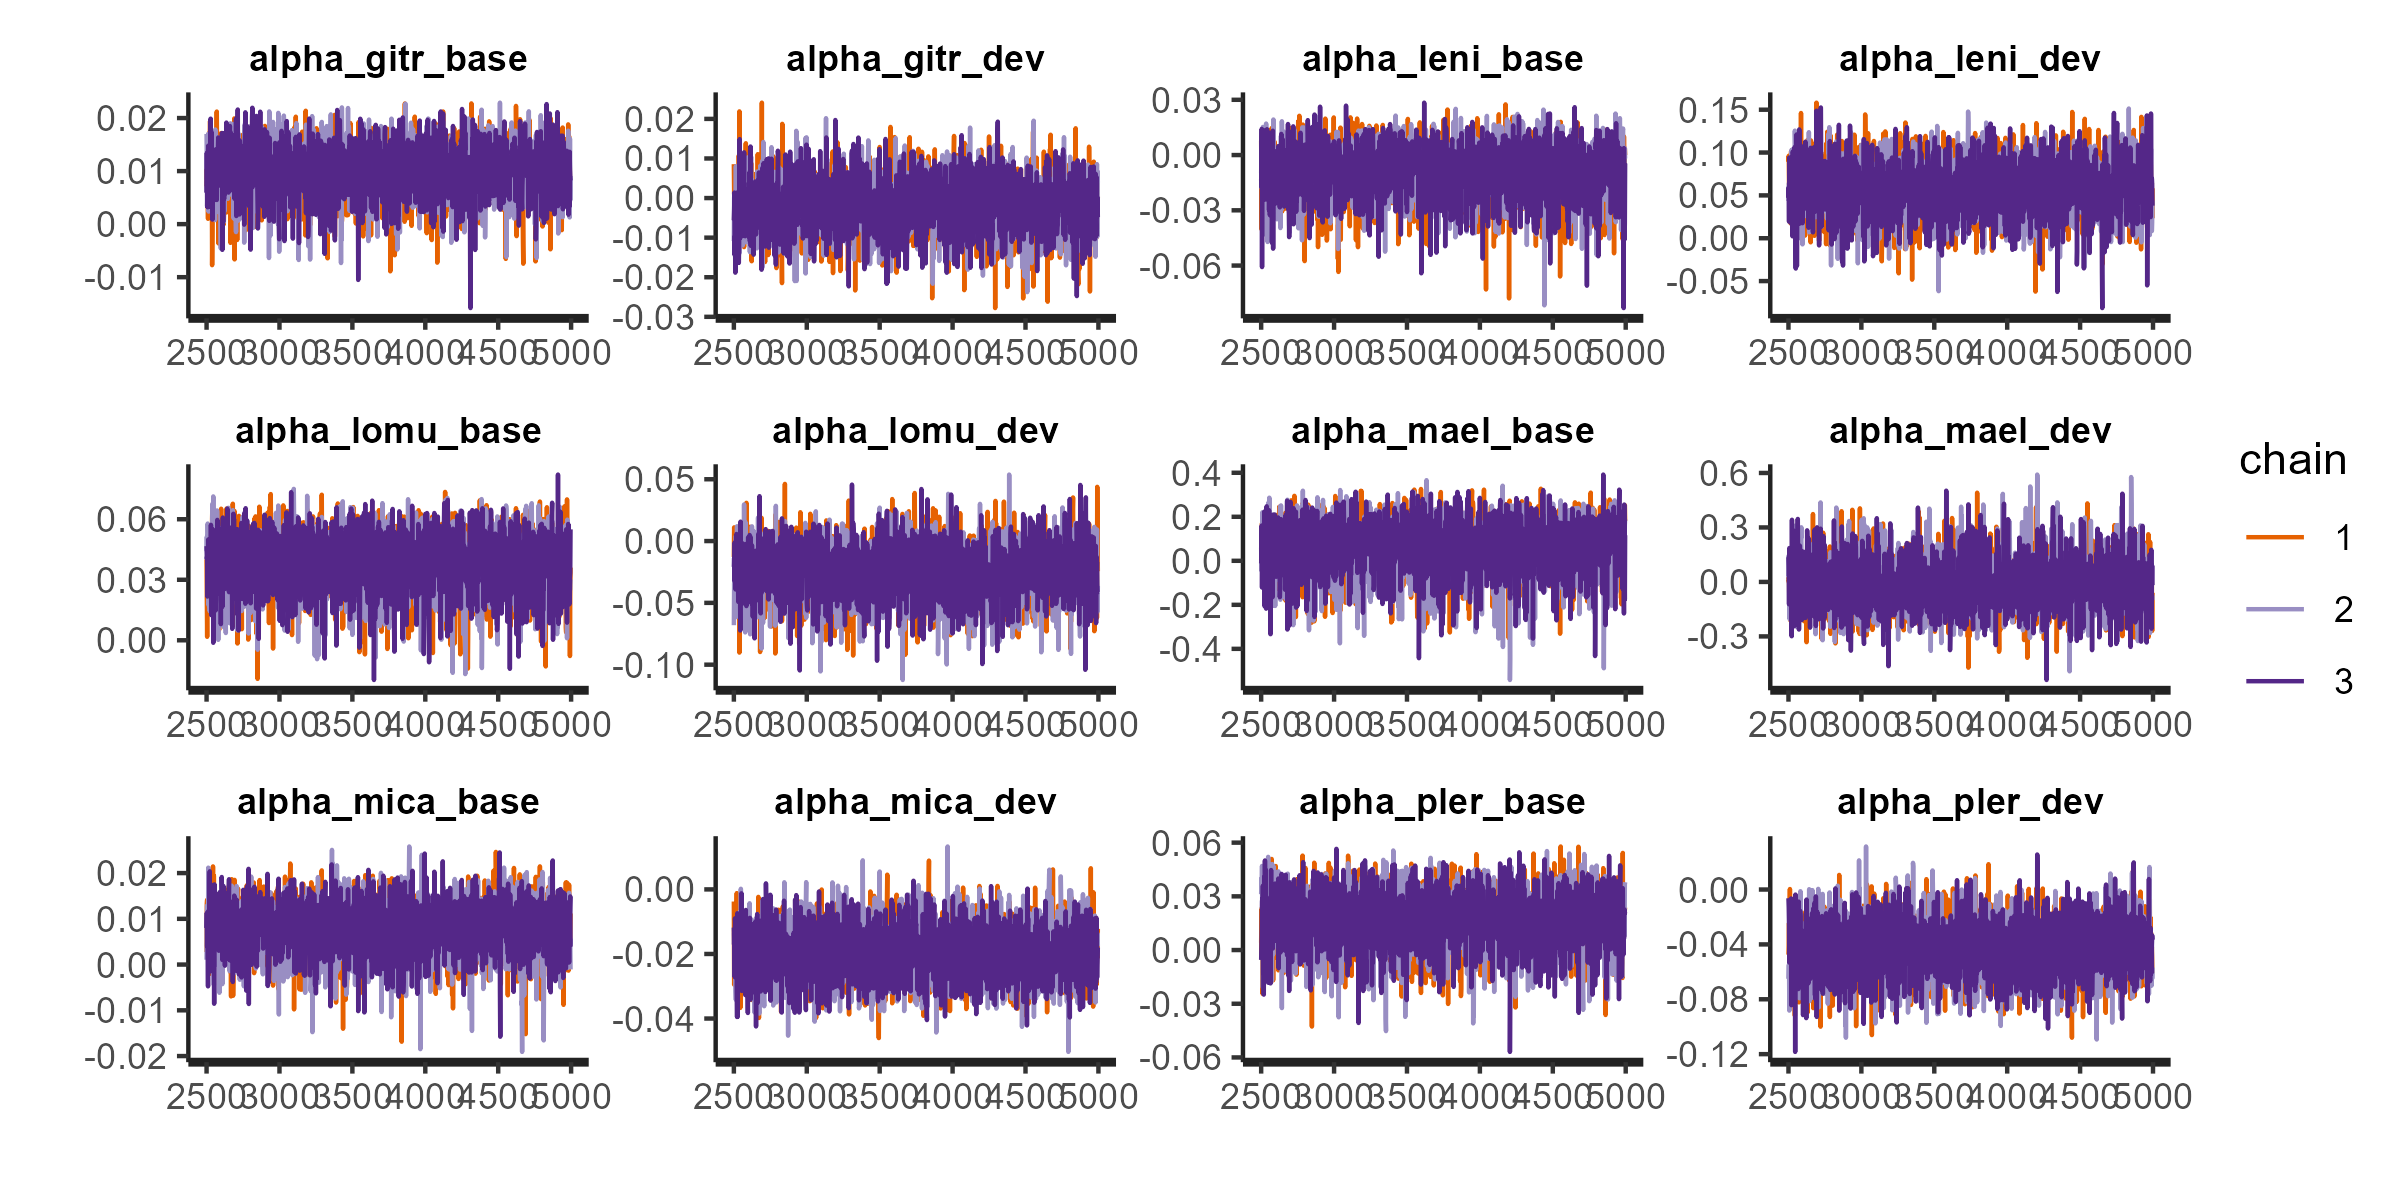 alpha_gitr_base alpha_gitr_dev alpha_leni_base alpha_leni_dev
0.02 0.01 0.00 -0.01
0.02 0.01 0.00 -0.01 -0.02 -0.03
0.03 0.00 -0.03 -0.06
0.15 0.10 0.05 0.00 -0.05
2500 3000 3500 4000 4500 5000 2500 3000 3500 4000 4500 5000 2500 3000 3500 4000 4500 5000 2500 3000 3500 4000 4500 5000
alpha_lomu_base alpha_lomu_dev alpha_mael_base alpha_mael_dev
0.06 0.03 0.00
0.05 0.00 -0.05 -0.10
0.4 0.2 0.0 -0.2 -0.4
0.6 0.3 0.0 -0.3
2500 3000 3500 4000 4500 5000 2500 3000 3500 4000 4500 5000 2500 3000 3500 4000 4500 5000 2500 3000 3500 4000 4500 5000
alpha_mica_base alpha_mica_dev alpha_pler_base alpha_pler_dev
0.02 0.01 0.00 -0.01 -0.02
0.00 -0.02 -0.04
0.06 0.03 0.00 -0.03 -0.06
0.00 -0.04 -0.08 -0.12
2500 3000 3500 4000 4500 5000 2500 3000 3500 4000 4500 5000 2500 3000 3500 4000 4500 5000 2500 3000 3500 4000 4500 5000
chain
1
2
3